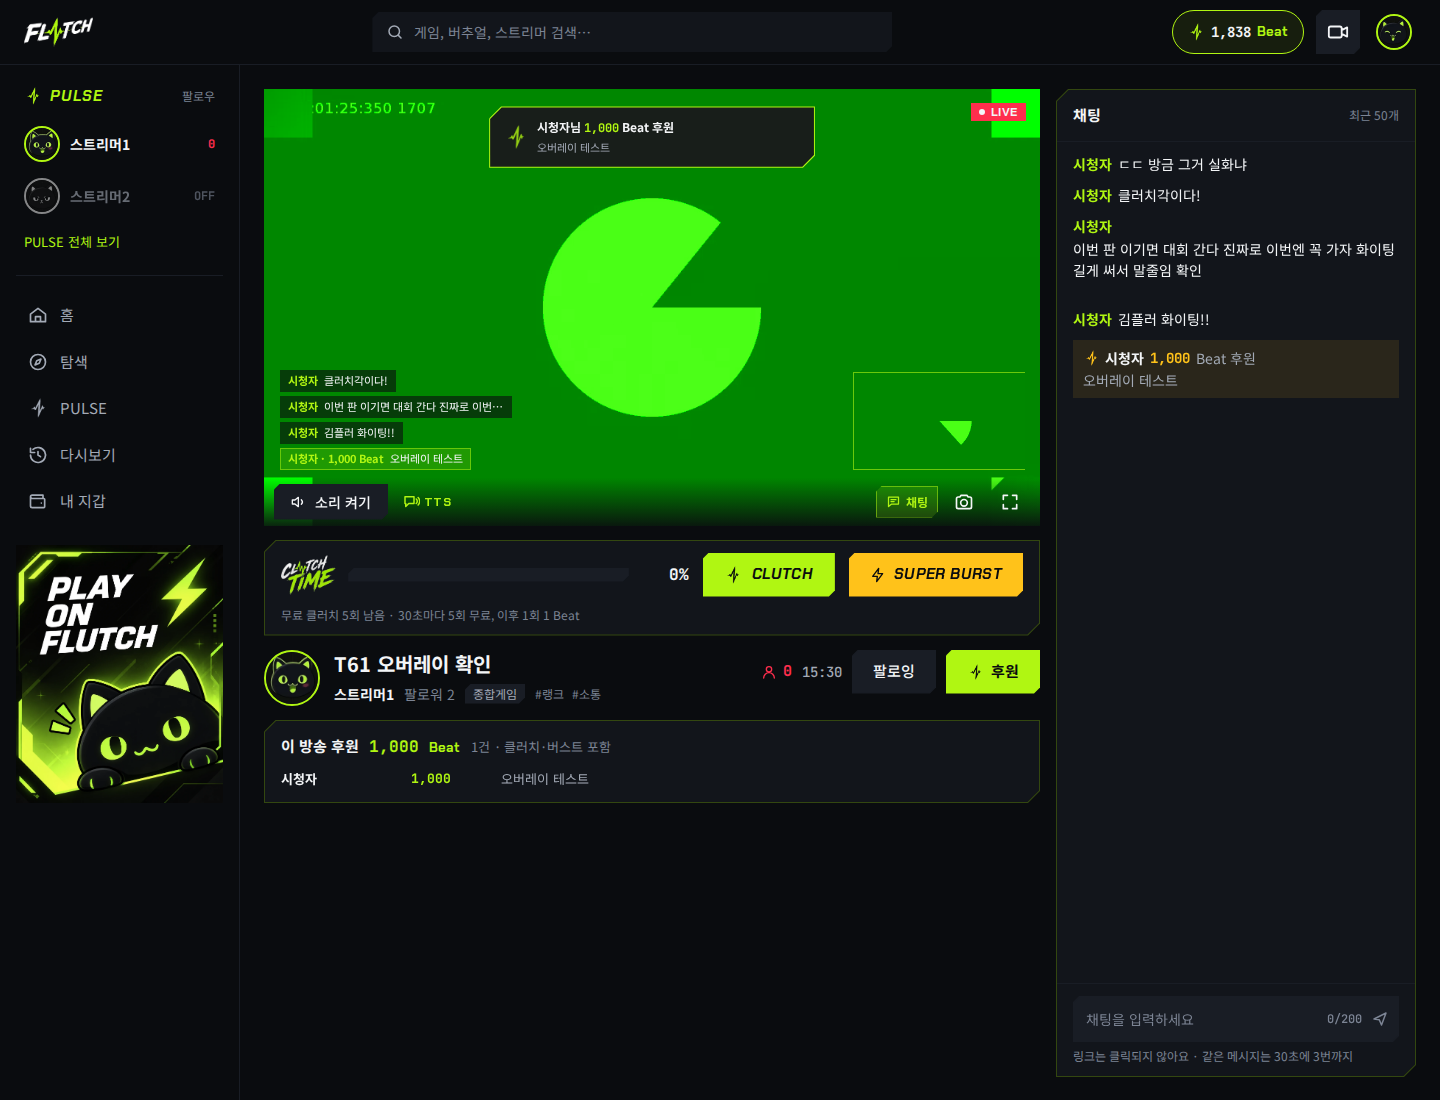 FLUTCH
게임, 버추얼, 스트리머 검색…
1,838 Beat
PULSE
팔로우
스트리머1
0
스트리머2
OFF
PULSE 전체 보기
홈
탐색
PULSE
다시보기
내 지갑
PLAY
ON
FLUTCH
:01:25:350 1707
시청자님 1,000 Beat 후원
오버레이 테스트
LIVE
시청자 클러치각이다!
시청자 이번 판 이기면 대회 간다 진짜로 이번…
시청자 김플러 화이팅!!
시청자 · 1,000 Beat 오버레이 테스트
소리 켜기
TTS
채팅
CLUTCH
TIME
0%
CLUTCH
SUPER BURST
무료 클러치 5회 남음 · 30초마다 5회 무료, 이후 1회 1 Beat
T61 오버레이 확인
스트리머1 팔로워 2 종합게임 #랭크 #소통
0 15:30
팔로잉
후원
이 방송 후원 1,000 Beat 1건 · 클러치·버스트 포함
시청자 1,000 오버레이 테스트
채팅
최근 50개
시청자 ㄷㄷ 방금 그거 실화냐
시청자 클러치각이다!
시청자
이번 판 이기면 대회 간다 진짜로 이번엔 꼭 가자 화이팅
길게 써서 말줄임 확인
시청자 김플러 화이팅!!
시청자 1,000 Beat 후원
오버레이 테스트
채팅을 입력하세요
0/200
링크는 클릭되지 않아요 · 같은 메시지는 30초에 3번까지